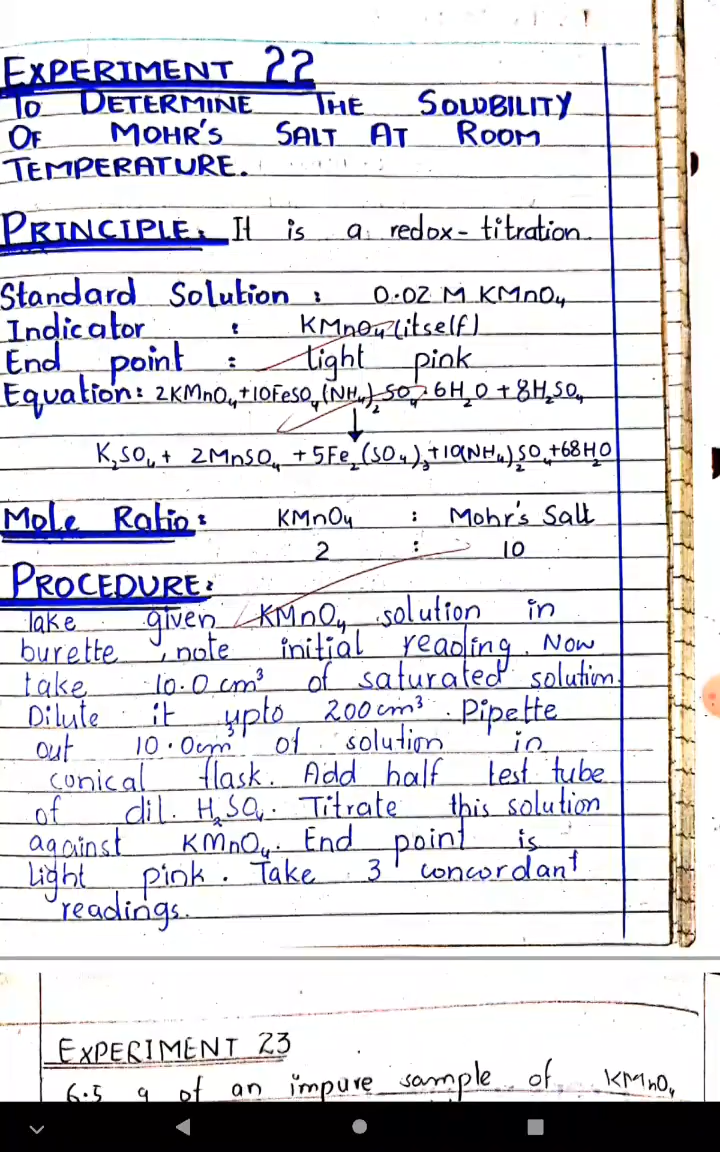 EXPERIMENT 22
TO DETERMINE THE SOLUBILITY
OF MOHR'S SALT AT ROOM
TEMPERATURE.
PRINCIPLE: It is a redox-titration
Standard Solution : 0.02 M KMnO₄
Indicator : KMnO₄ (itself)
End point : light pink
Equation: 2KMnO₄+10FeSO₄(NH₄)₂SO₄.6H₂O + 8H₂SO₄
↓
K₂SO₄+ 2MnSO₄ +5Fe₂(SO₄)₃+10(NH₄)₂SO₄+68H₂O
Mole Ratio: KMnO₄ : Mohr's Salt
2 : 10
PROCEDURE:
Take given KMnO₄ solution in
burette, note initial reading. Now
take 10.0 cm³ of saturated solution.
Dilute it upto 200cm³. Pipette
out 10.0cm³ of solution in
conical flask. Add half test tube
of dil. H₂SO₄. Titrate this solution
against KMnO₄. End point is
light pink. Take 3 concordant
readings.
EXPERIMENT 23
6.5 g of an impure sample of KMnO₄